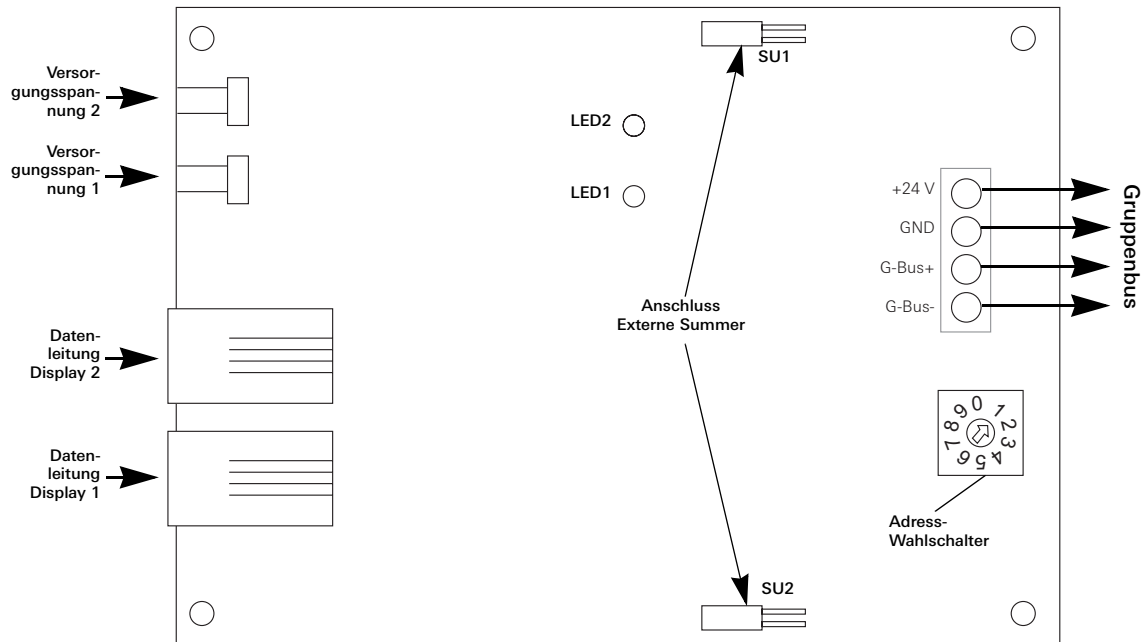 SU1
Versor-
gungsspan-
nung 2
LED2
Versor-
gungsspan-
nung 1
LED1
+24 V
GND
G-Bus+
G-Bus-
Gruppenbus
Anschluss
Externe Summer
Daten-
leitung
Display 2
0 1 2 3 4 5 6 7 8 9
Daten-
leitung
Display 1
Adress-
Wahlschalter
SU2